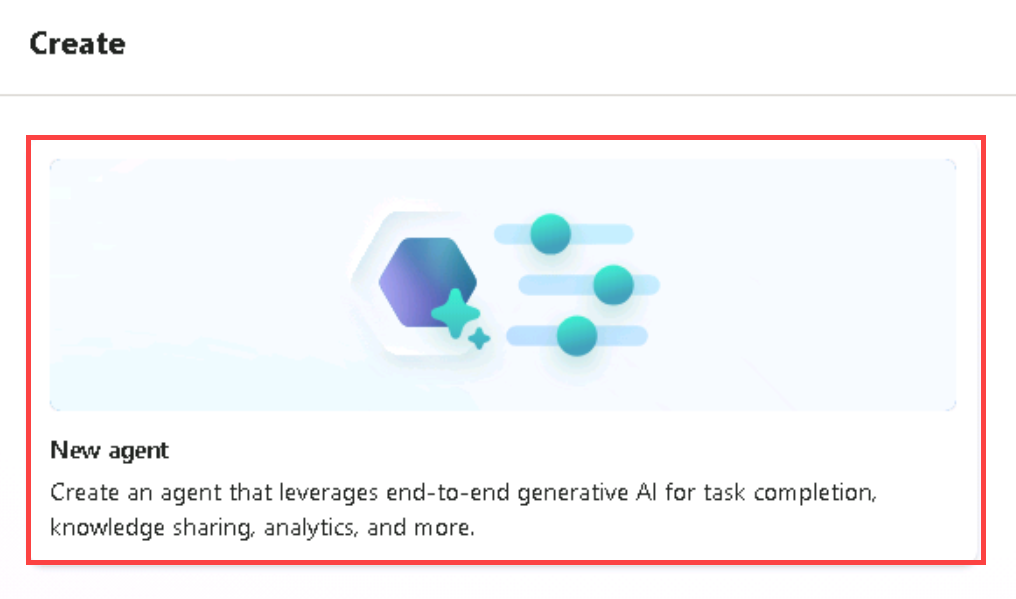 Create
New agent
Create an agent that leverages end-to-end generative AI for task completion,
knowledge sharing, analytics, and more.